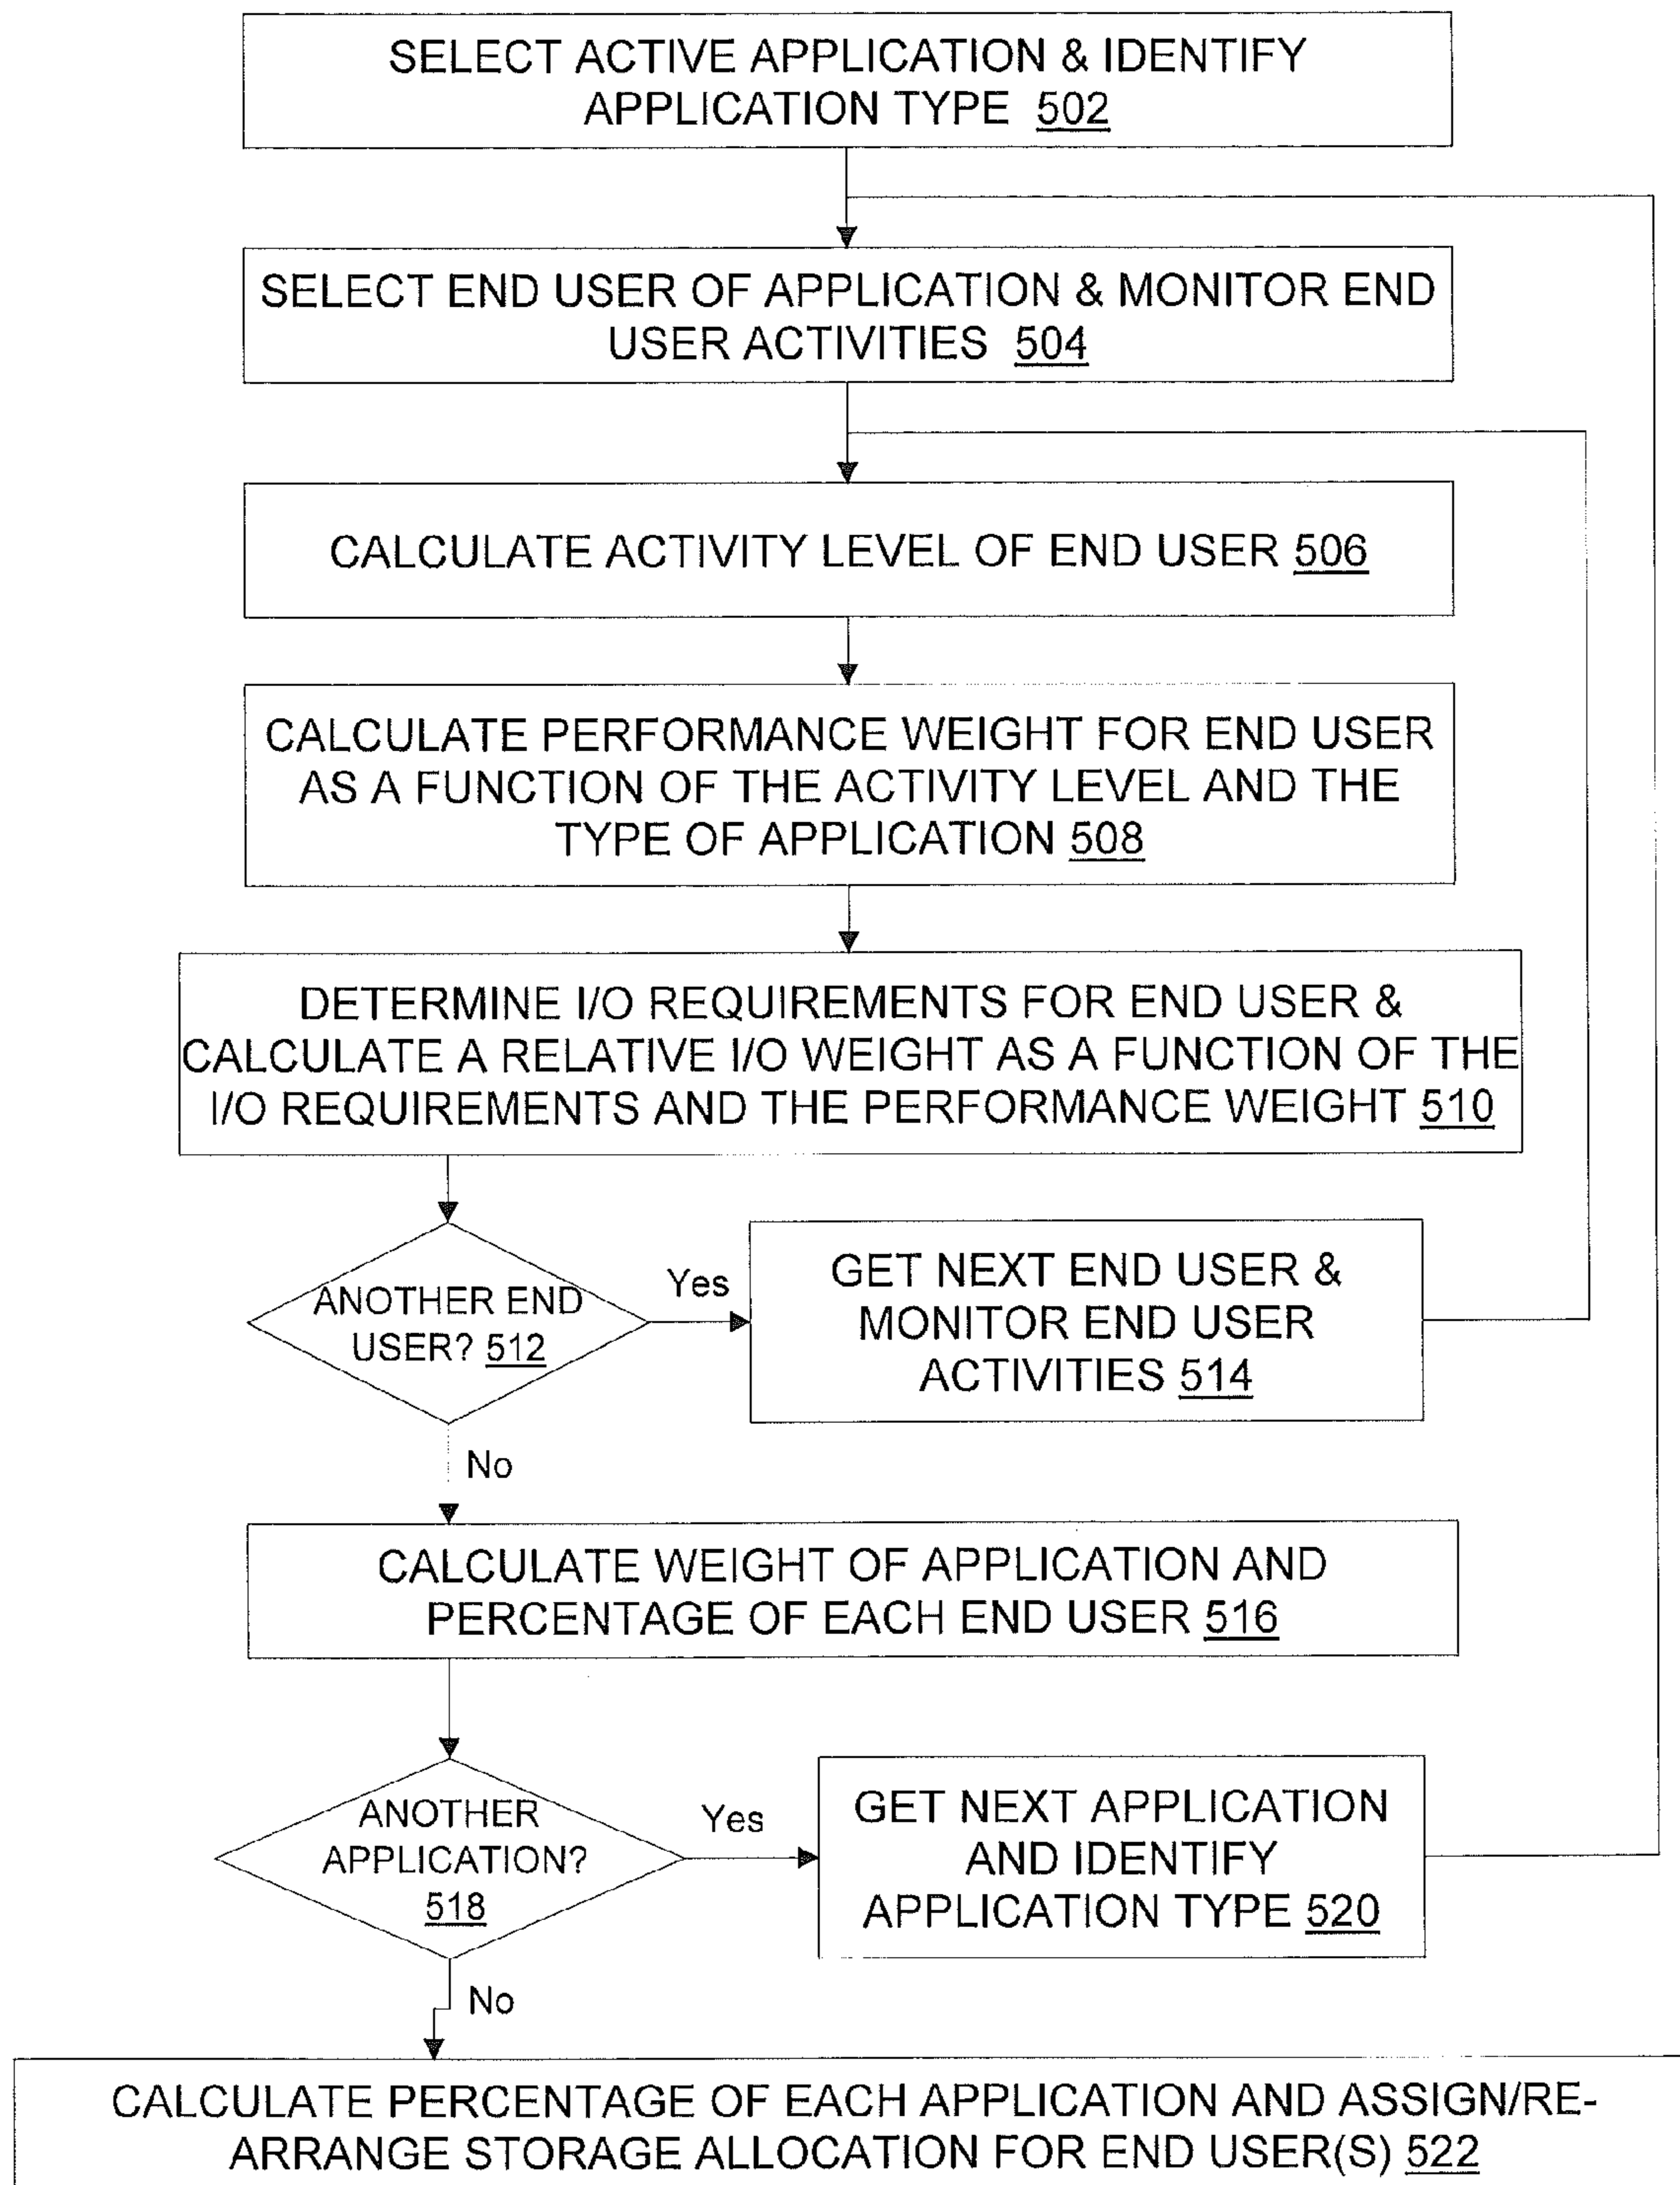 SELECT ACTIVE APPLICATION & IDENTIFY
APPLICATION TYPE 502
SELECT END USER OF APPLICATION & MONITOR END
USER ACTIVITIES 504
CALCULATE ACTIVITY LEVEL OF END USER 506
CALCULATE PERFORMANCE WEIGHT FOR END USER
AS A FUNCTION OF THE ACTIVITY LEVEL AND THE
TYPE OF APPLICATION 508
DETERMINE I/O REQUIREMENTS FOR END USER &
CALCULATE A RELATIVE I/O WEIGHT AS A FUNCTION OF THE
I/O REQUIREMENTS AND THE PERFORMANCE WEIGHT 510
ANOTHER END
USER? 512
Yes
GET NEXT END USER &
MONITOR END USER
ACTIVITIES 514
No
CALCULATE WEIGHT OF APPLICATION AND
PERCENTAGE OF EACH END USER 516
ANOTHER
APPLICATION?
518
Yes
GET NEXT APPLICATION
AND IDENTIFY
APPLICATION TYPE 520
No
CALCULATE PERCENTAGE OF EACH APPLICATION AND ASSIGN/RE-
ARRANGE STORAGE ALLOCATION FOR END USER(S) 522